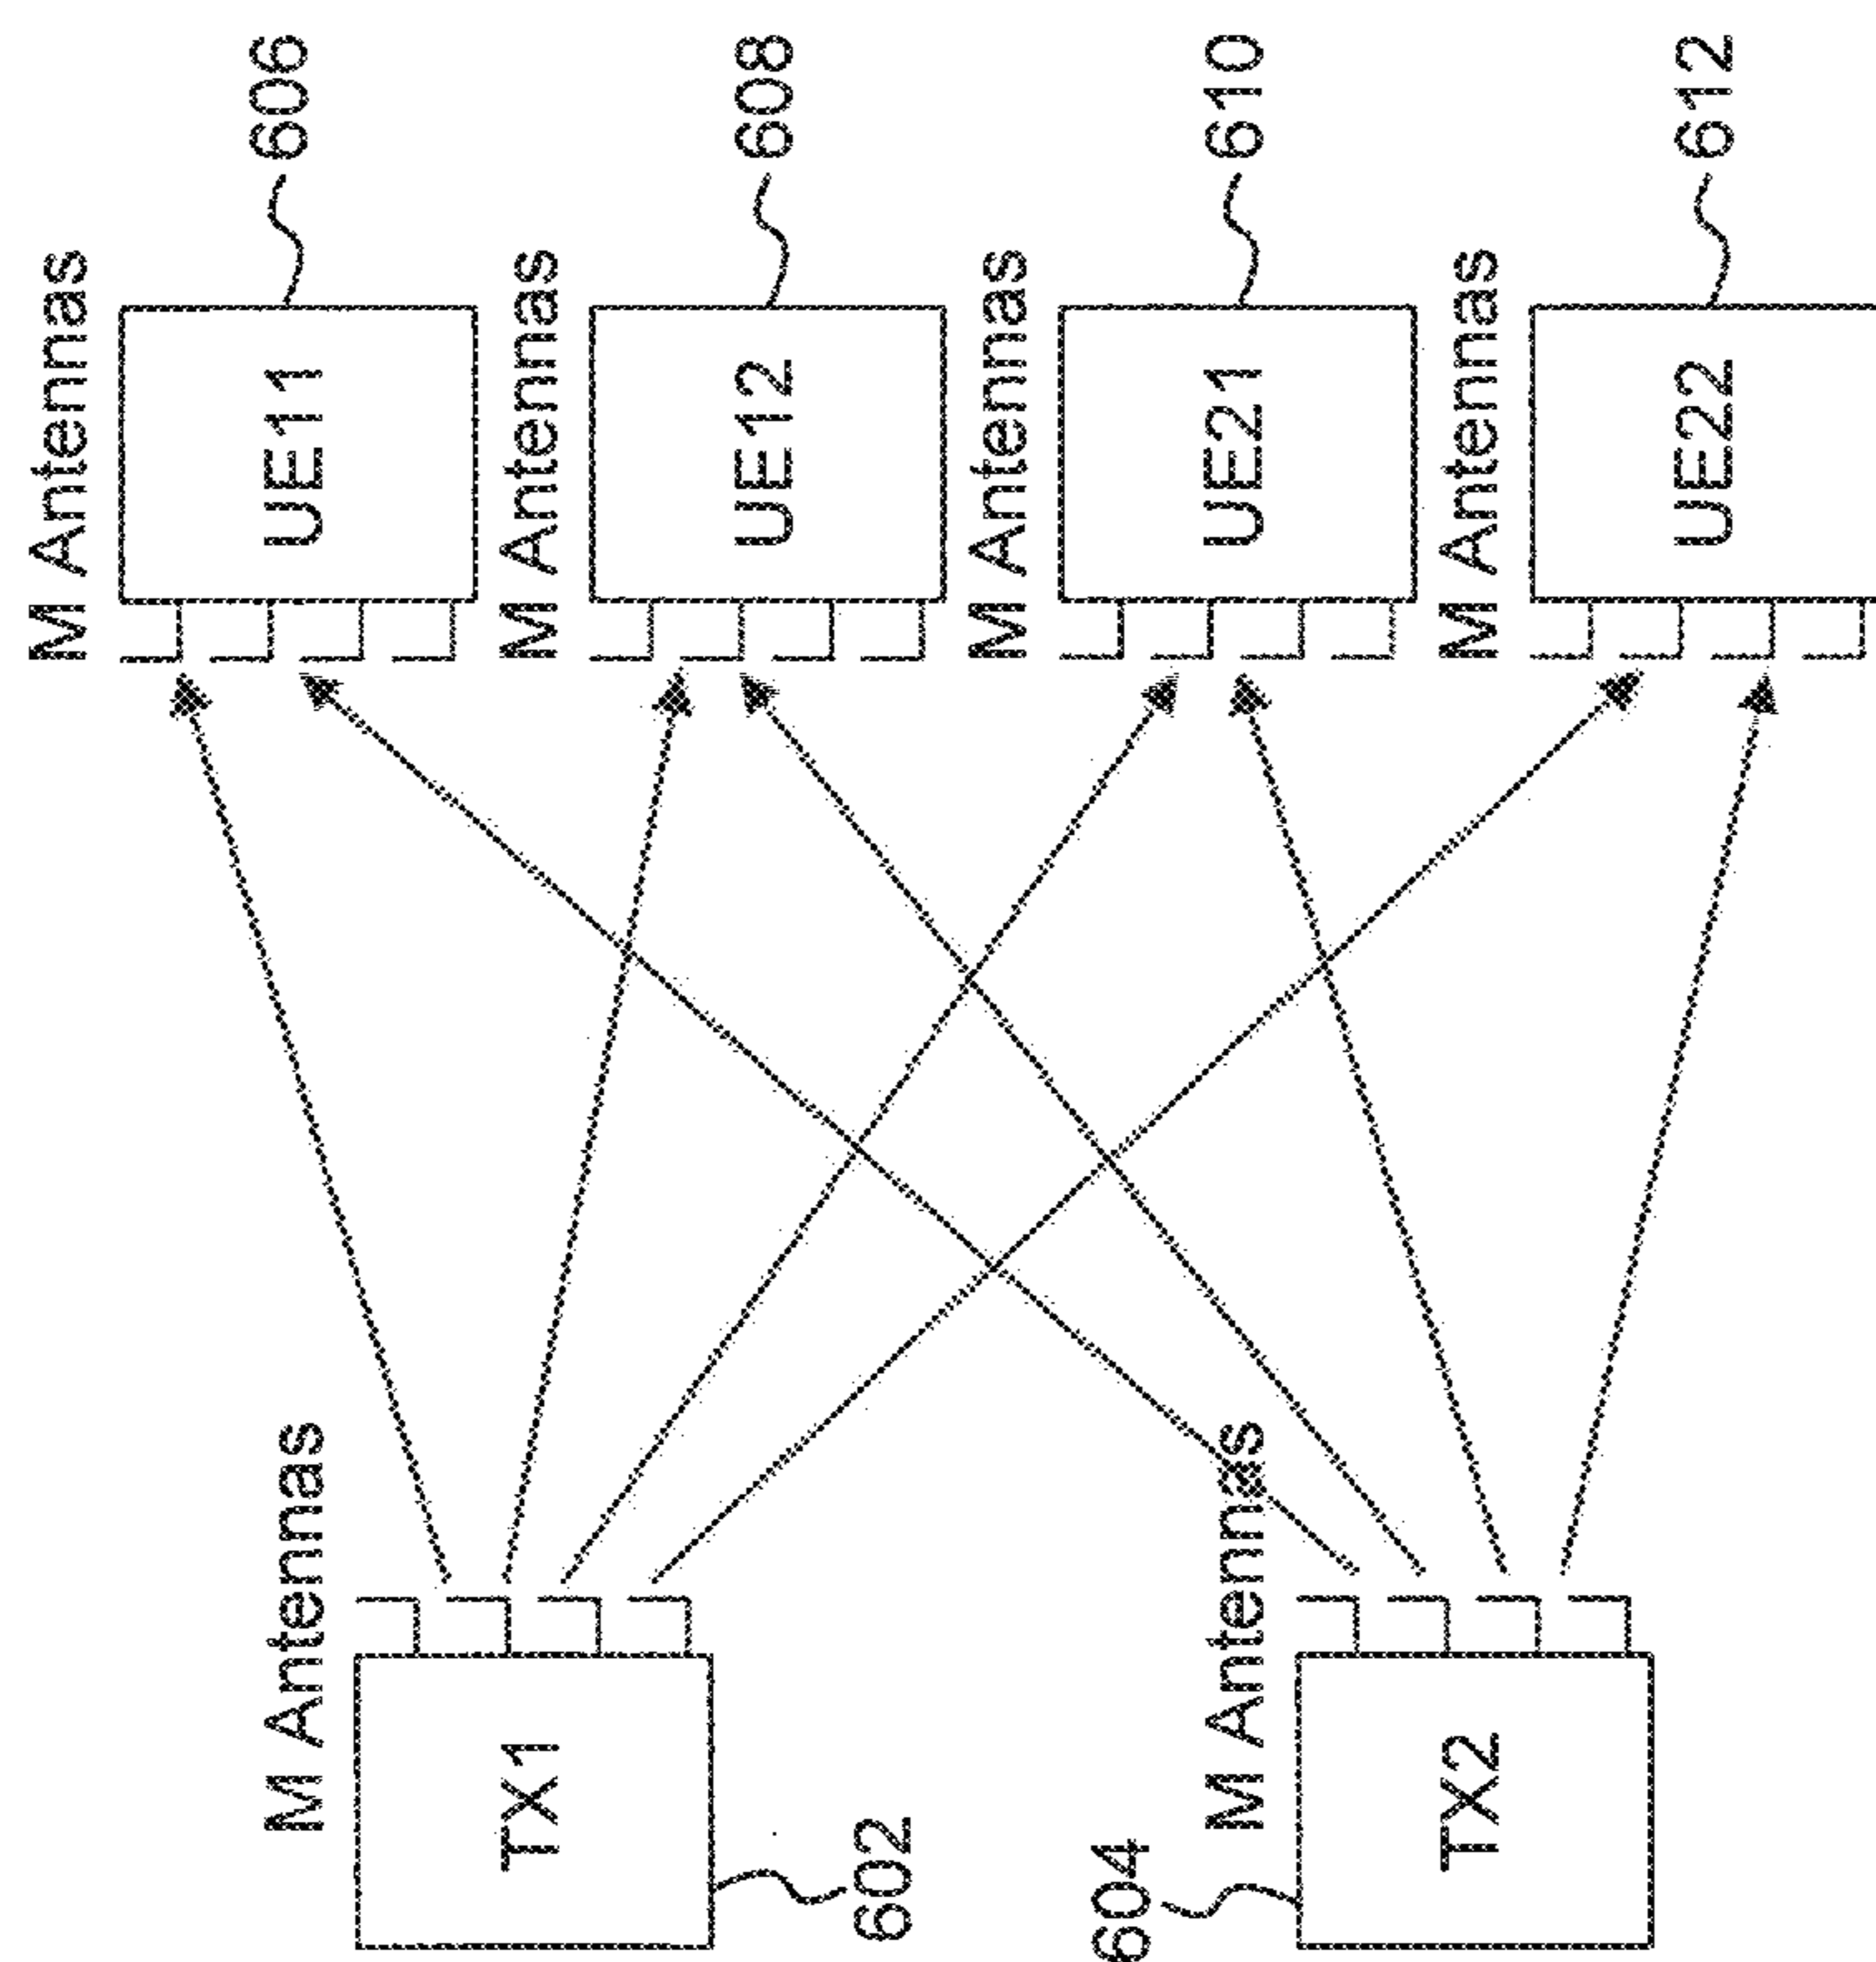 M Antennas
TX1
602
M Antennas
TX2
604
M Antennas
UE11
606
M Antennas
UE12
608
M Antennas
UE21
610
M Antennas
UE22
612